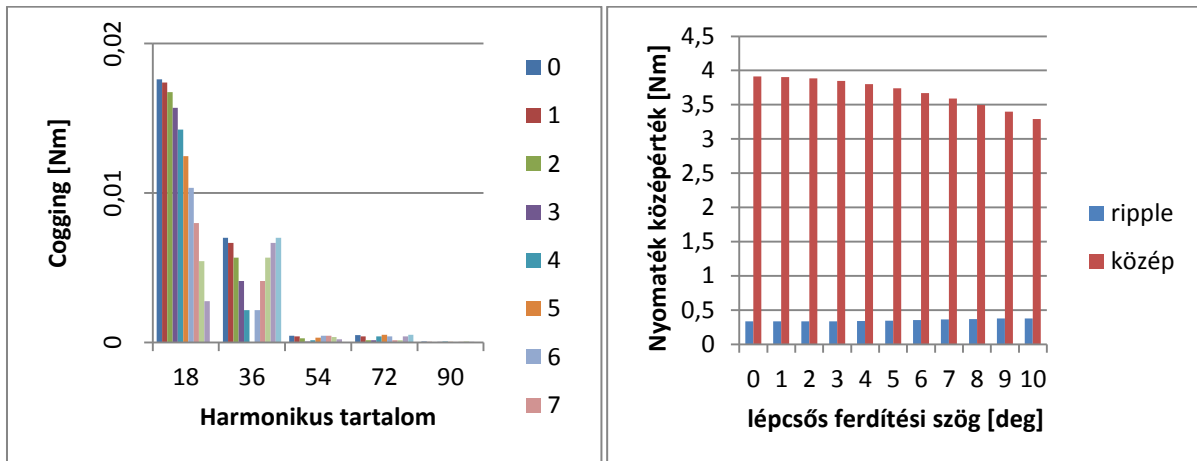 Cogging [Nm]
0,02
0,01
0
18 36 54 72 90
Harmonikus tartalom
0
1
2
3
4
5
6
7
Nyomaték középérték [Nm]
4,5
4
3,5
3
2,5
2
1,5
1
0,5
0
0 1 2 3 4 5 6 7 8 9 10
lépcsős ferdítési szög [deg]
ripple
közép